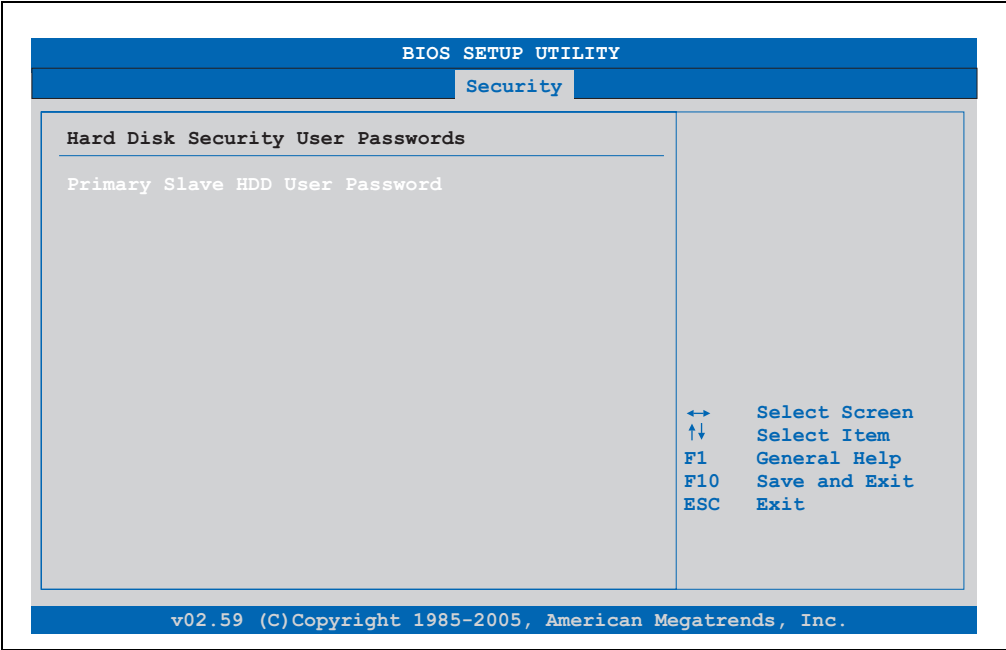 BIOS SETUP UTILITY
Security
Hard Disk Security User Passwords
Primary Slave HDD User Password
↔ Select Screen
↑↓ Select Item
F1 General Help
F10 Save and Exit
ESC Exit
v02.59 (C)Copyright 1985-2005, American Megatrends, Inc.